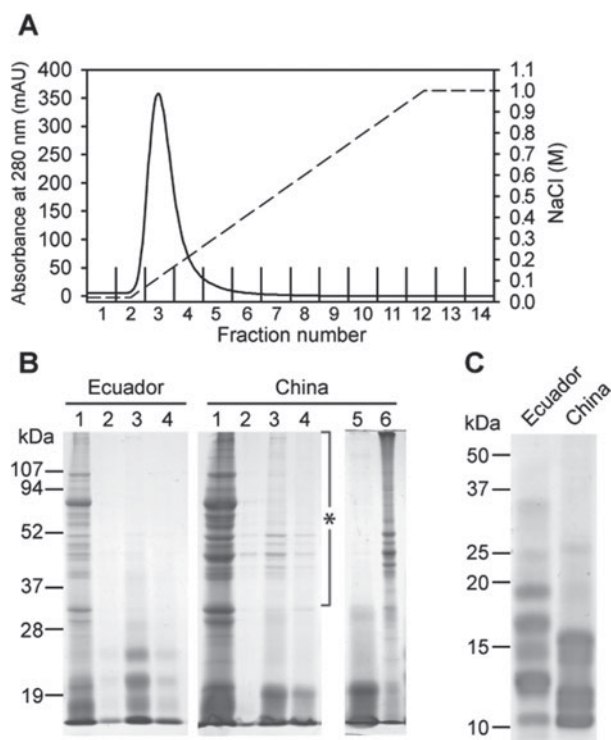 A
Absorbance at 280 nm (mAU)
400
350
300
250
200
150
100
50
0
1 2 3 4 5 6 7 8 9 10 11 12 13 14
Fraction number
1.1
1.0
0.9
0.8
0.7
0.6
0.5
0.4
0.3
0.2
0.1
0.0
NaCl (M)
B
Ecuador China
1 2 3 4 1 2 3 4 5 6
kDa
107
94
52
37
28
19
*
C
Ecuador
China
kDa
50
37
25
20
15
10